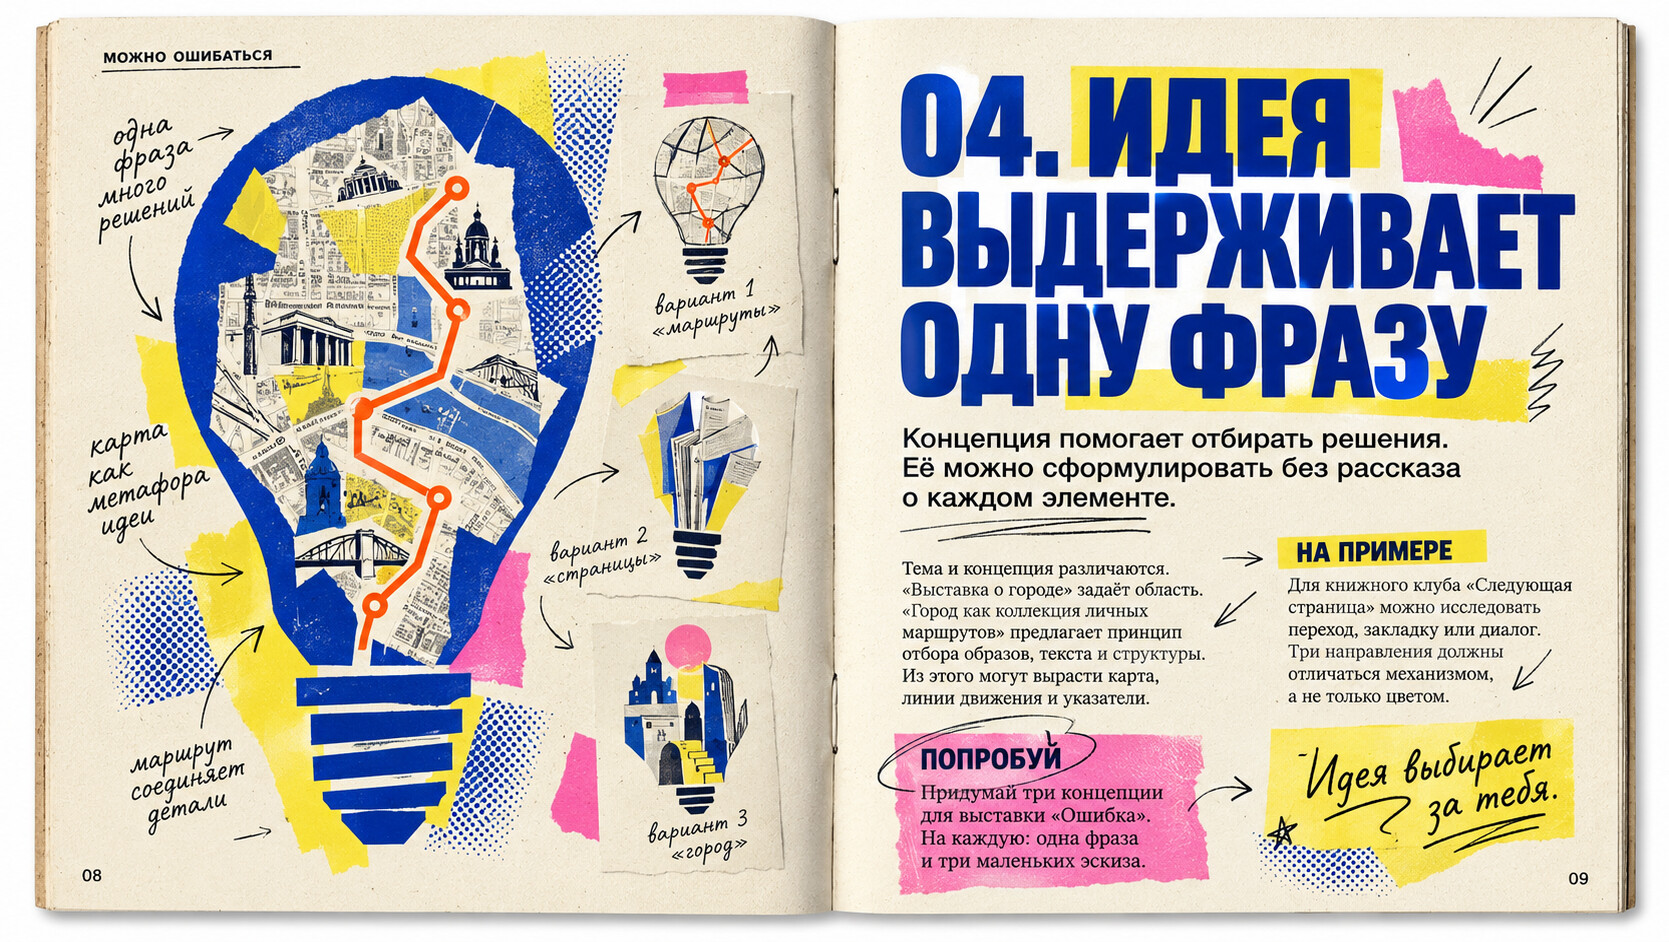 МОЖНО ОШИБАТЬСЯ
одна
фраза
много
решений
карта
как
метафора
идеи
маршрут
соединяет
детали
вариант 1
«маршруты»
вариант 2
«страницы»
вариант 3
«город»
08
04. ИДЕЯ
ВЫДЕРЖИВАЕТ
ОДНУ ФРАЗУ
Концепция помогает отбирать решения.
Её можно сформулировать без рассказа
о каждом элементе.
Тема и концепция различаются.
«Выставка о городе» задаёт область.
«Город как коллекция личных
маршрутов» предлагает принцип
отбора образов, текста и структуры.
Из этого могут вырасти карта,
линии движения и указатели.
НА ПРИМЕРЕ
Для книжного клуба «Следующая
страница» можно исследовать
переход, закладку или диалог.
Три направления должны
отличаться механизмом,
а не только цветом.
ПОПРОБУЙ
Придумай три концепции
для выставки «Ошибка».
На каждую: одна фраза
и три маленьких эскиза.
Идея выбирает
за тебя.
09